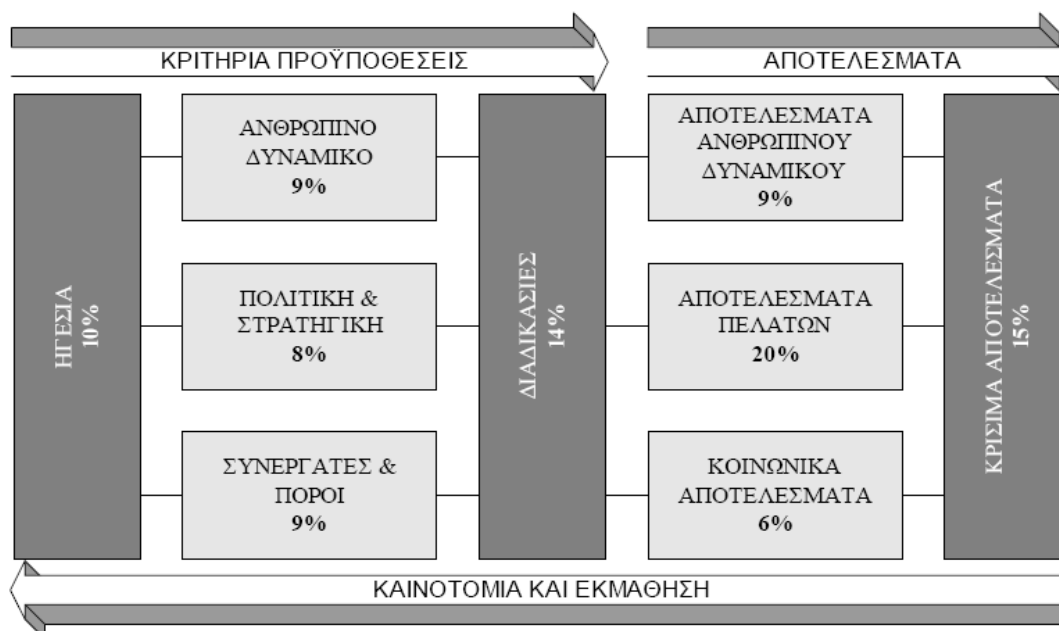 ΚΡΙΤΗΡΙΑ ΠΡΟΫΠΟΘΕΣΕΙΣ
ΑΠΟΤΕΛΕΣΜΑΤΑ
ΗΓΕΣΙΑ
10%
ΑΝΘΡΩΠΙΝΟ
ΔΥΝΑΜΙΚΟ
9%
ΠΟΛΙΤΙΚΗ &
ΣΤΡΑΤΗΓΙΚΗ
8%
ΣΥΝΕΡΓΑΤΕΣ &
ΠΟΡΟΙ
9%
ΔΙΑΔΙΚΑΣΙΕΣ
14%
ΑΠΟΤΕΛΕΣΜΑΤΑ
ΑΝΘΡΩΠΙΝΟΥ
ΔΥΝΑΜΙΚΟΥ
9%
ΑΠΟΤΕΛΕΣΜΑΤΑ
ΠΕΛΑΤΩΝ
20%
ΚΟΙΝΩΝΙΚΑ
ΑΠΟΤΕΛΕΣΜΑΤΑ
6%
ΚΡΙΣΙΜΑ ΑΠΟΤΕΛΕΣΜΑΤΑ
15%
ΚΑΙΝΟΤΟΜΙΑ ΚΑΙ ΕΚΜΑΘΗΣΗ